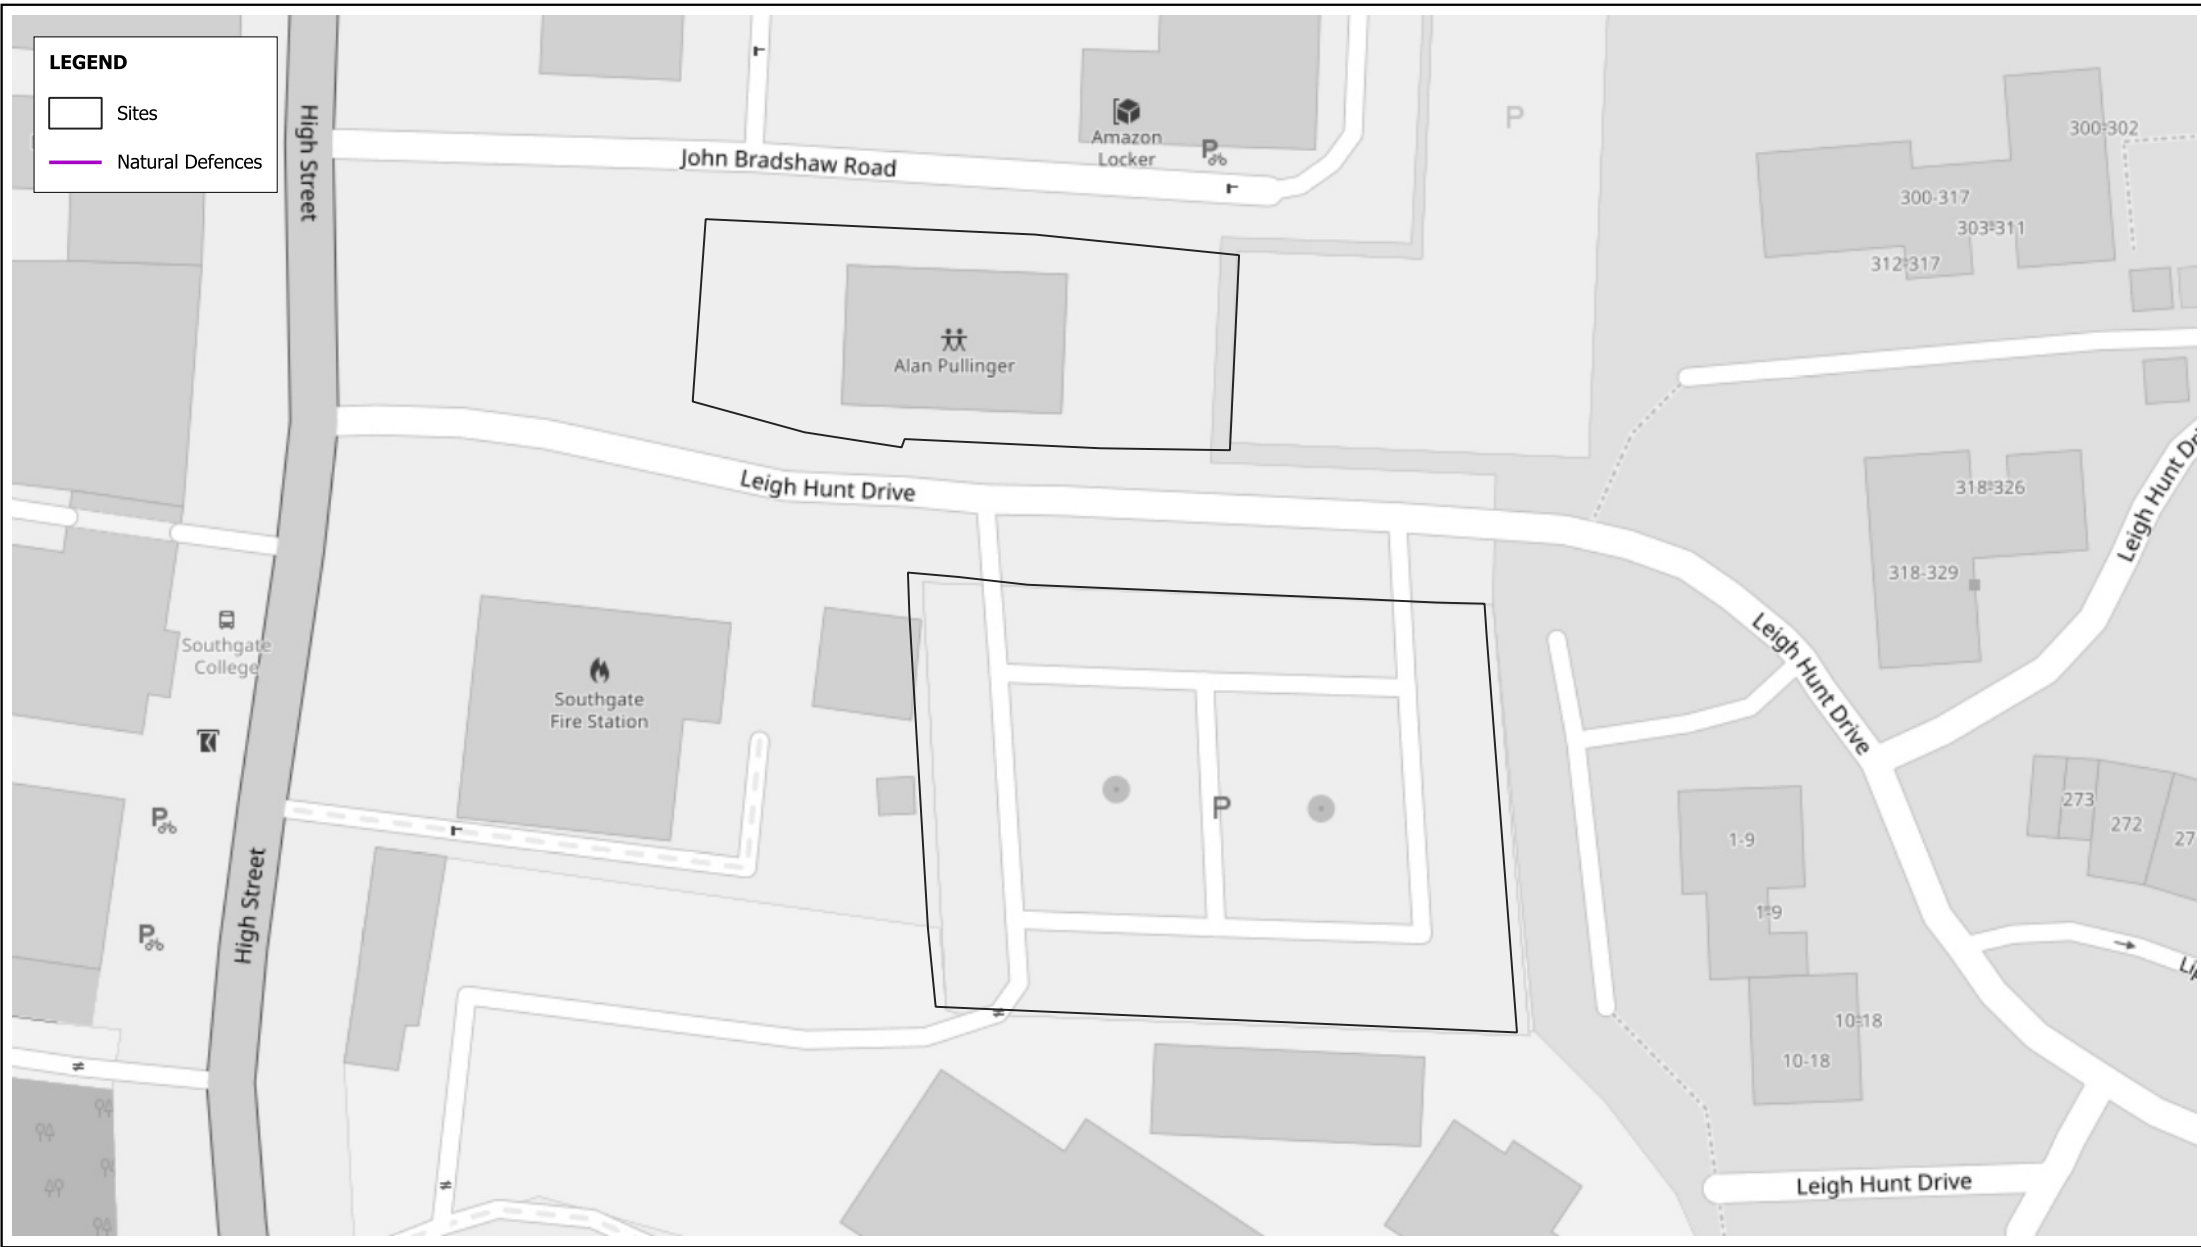 LEGEND
Sites
Natural Defences
High Street
John Bradshaw Road
Amazon
Locker
P
P
300-302
300-317
303-311
312-317
Alan Pullinger
Leigh Hunt Drive
318-326
318-329
Leigh Hunt Dri
Southgate
College
Southgate
Fire Station
Leigh Hunt Drive
P
P
P
High Street
1-9
1-9
273
272
27
10-18
10-18
Leigh Hunt Drive